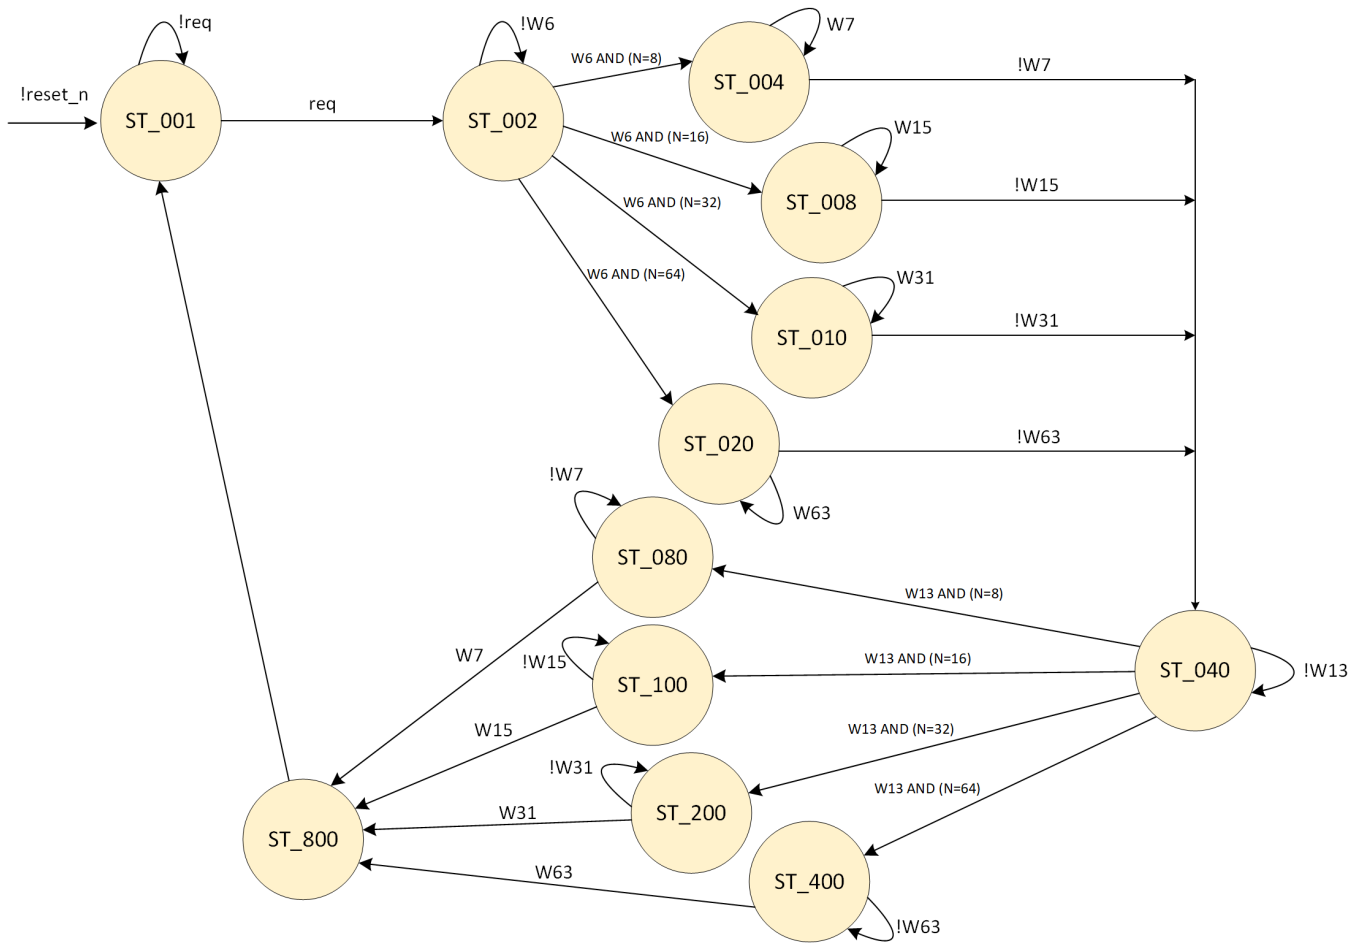 !req
!W6
W7
W6 AND (N=8)
!W7
ST_004
!reset_n
req
ST_001
ST_002
W15
W6 AND (N=16)
!W15
ST_008
W6 AND (N=32)
W31
W6 AND (N=64)
!W31
ST_010
!W63
ST_020
!W7
W63
ST_080
W13 AND (N=8)
W7
!W15
W13 AND (N=16)
ST_100
ST_040
!W13
W15
W13 AND (N=32)
!W31
W13 AND (N=64)
W31
ST_200
ST_800
W63
ST_400
!W63